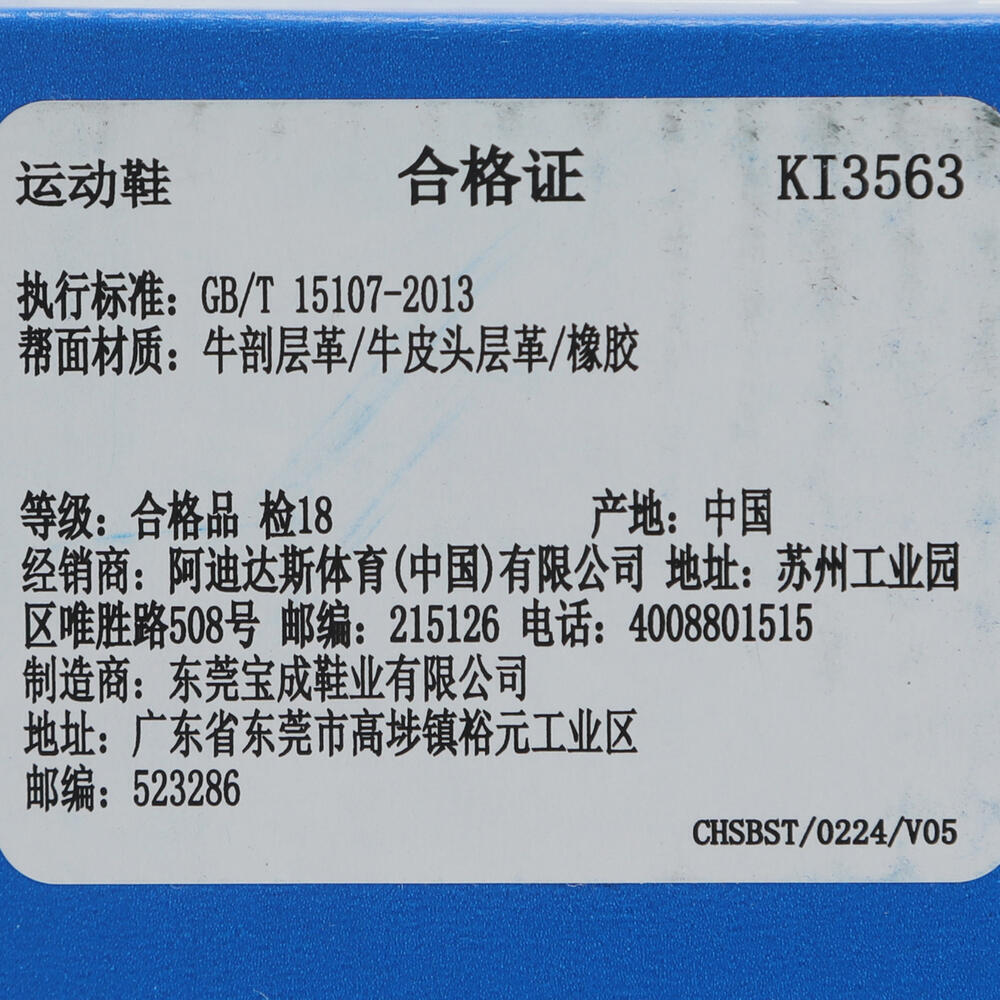 运动鞋 合格证 KI3563
执行标准：GB/T 15107-2013
帮面材质：牛剖层革/牛皮头层革/橡胶
等级：合格品 检18 产地：中国
经销商：阿迪达斯体育(中国)有限公司 地址：苏州工业园
区唯胜路508号 邮编：215126 电话：4008801515
制造商：东莞宝成鞋业有限公司
地址：广东省东莞市高埗镇裕元工业区
邮编：523286
CHSBST/0224/V05